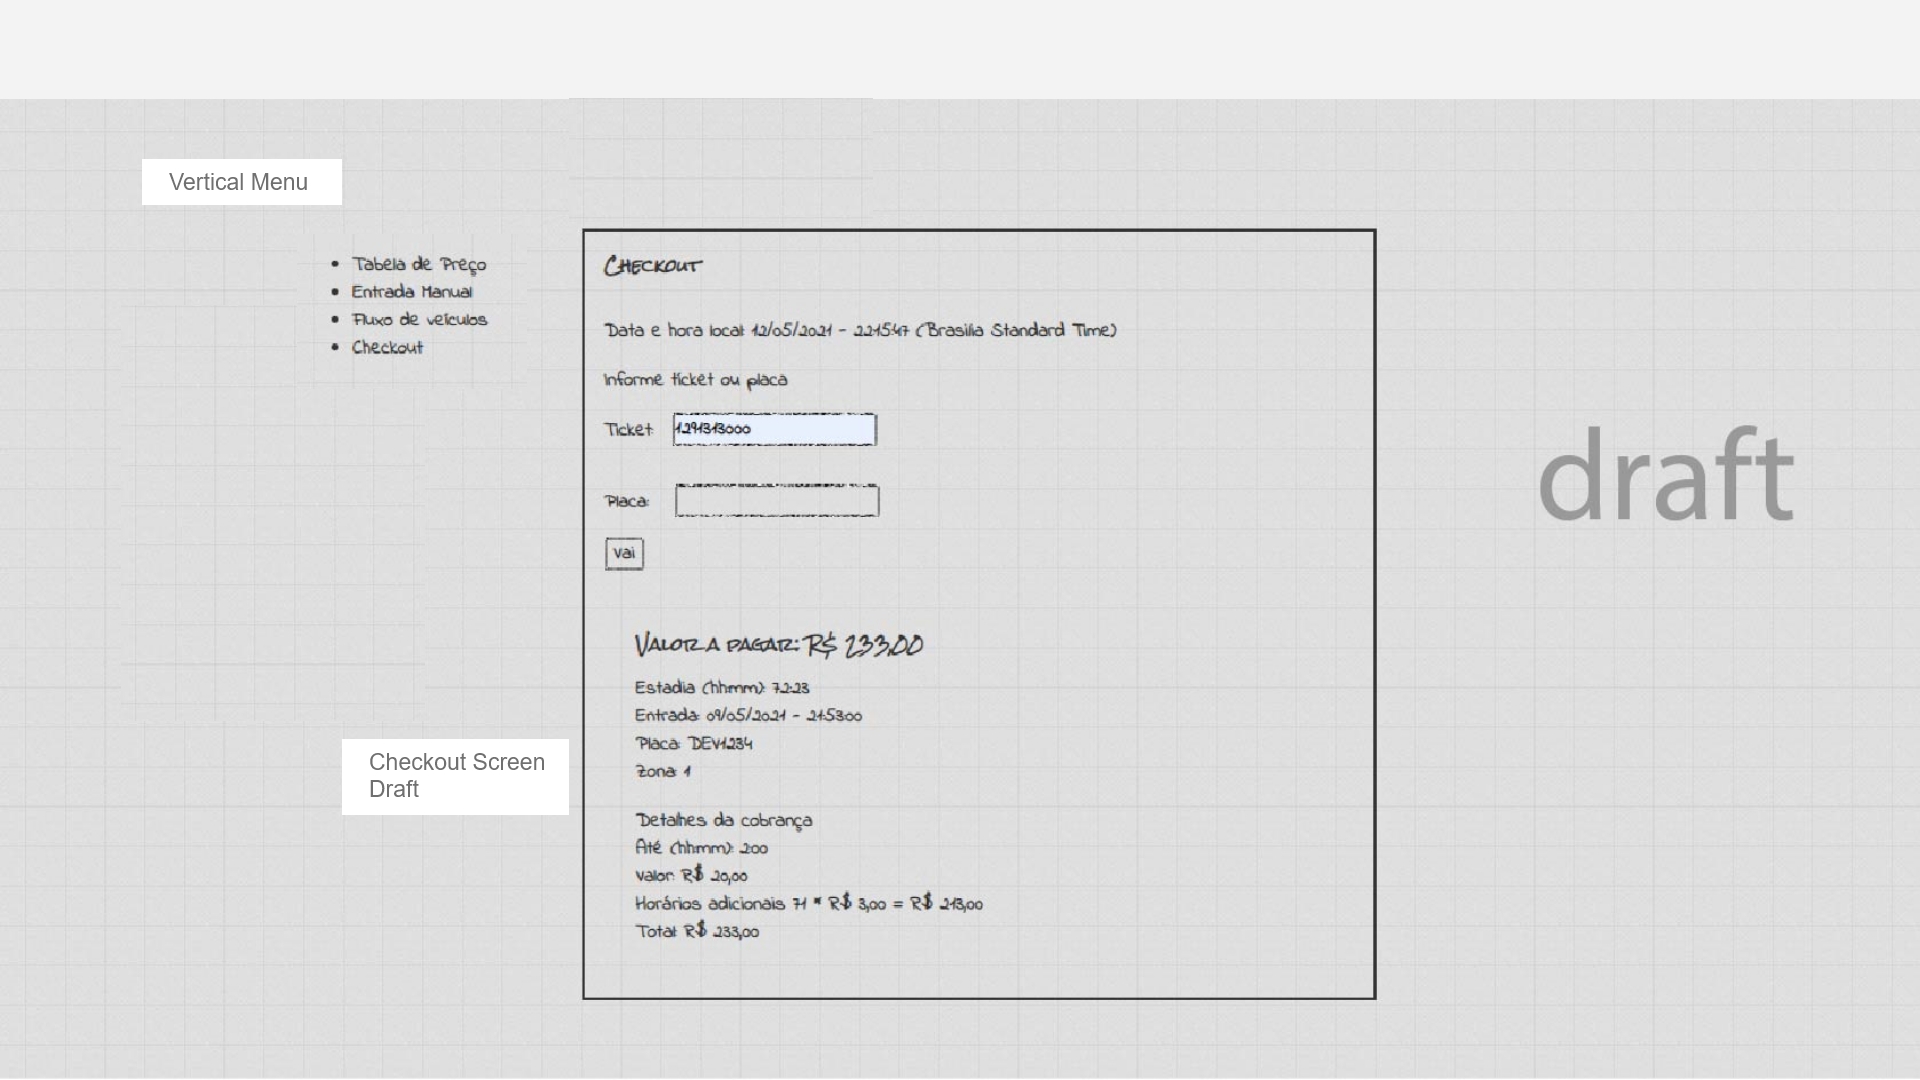 Vertical Menu
• Tabela de Preço
• Entrada Manual
• Fluxo de veículos
• Checkout
Checkout
Data e hora local: 12/05/2021 - 22:15:47 (Brasilia Standard Time)
Informe ticket ou placa
Ticket:
Placa:
Vai
Valor a pagar: R$ 233,00
Estadia (hh:mm): 72:23
Entrada: 09/05/2021 - 21:53:00
Placa: DEV1234
Zona: 1
Detalhes da cobrança
Até (hh:mm): 2:00
Valor: R$ 20,00
Horários adicionais 71 * R$ 3,00 = R$ 213,00
Total: R$ 233,00
Checkout Screen
Draft
draft